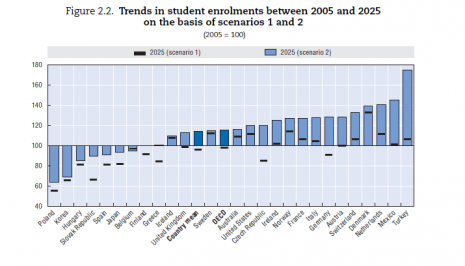 Figure 2.2. Trends in student enrolments between 2005 and 2025
on the basis of scenarios 1 and 2
(2005 = 100)
2025 (scenario 1)
2025 (scenario 2)
180
160
140
120
100
80
60
40
Poland
Korea
Hungary
Slovak Republic
Spain
Japan
Belgium
Finland
Greece
Iceland
United Kingdom
Country mean
Sweden
OECD
Australia
United States
Czech Republic
Ireland
Norway
France
Italy
Germany
Austria
Switzerland
Denmark
Netherlands
Mexico
Turkey